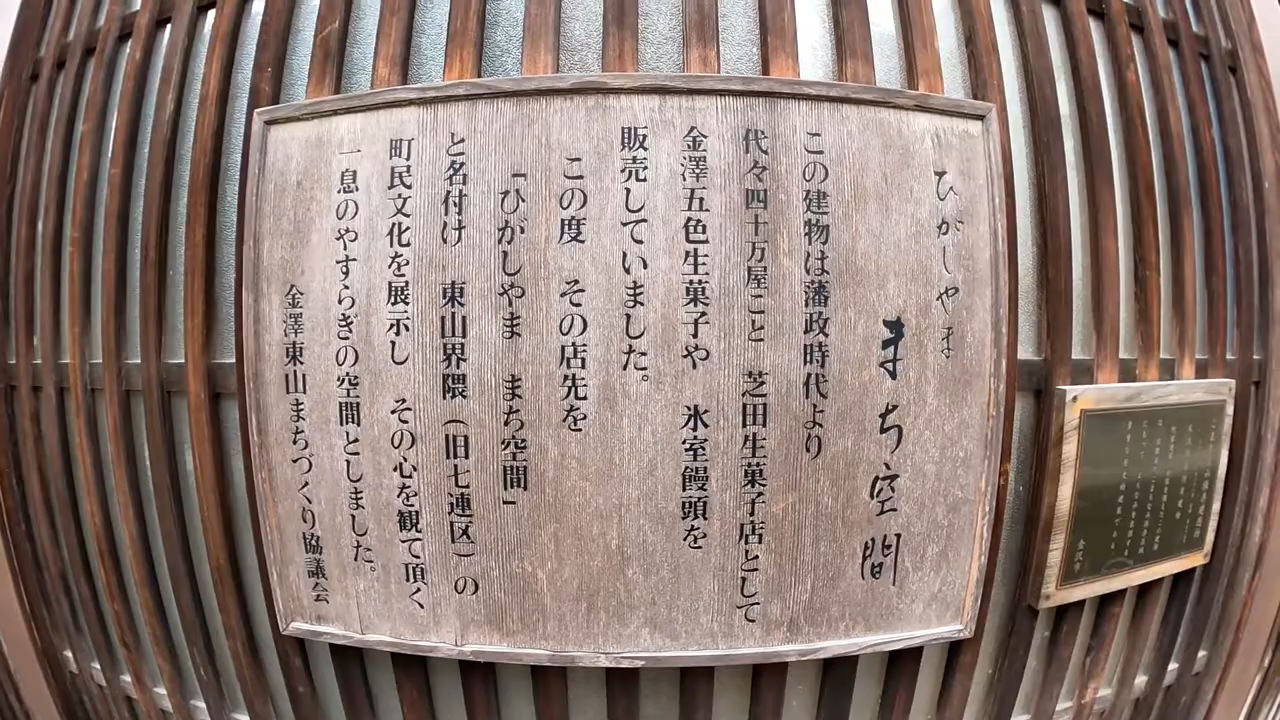 ひがしやま
まち空間
この建物は藩政時代より
代々四十万屋こと 芝田生菓子店として
金澤五色生菓子や 氷室饅頭を
販売していました。
この度 その店先を
「ひがしやま まち空間」
と名付け 東山界隈(旧七連区)の
町民文化を展示し その心を観て頂く
一息のやすらぎの空間としました。
金澤東山まちづくり協議会
金沢市